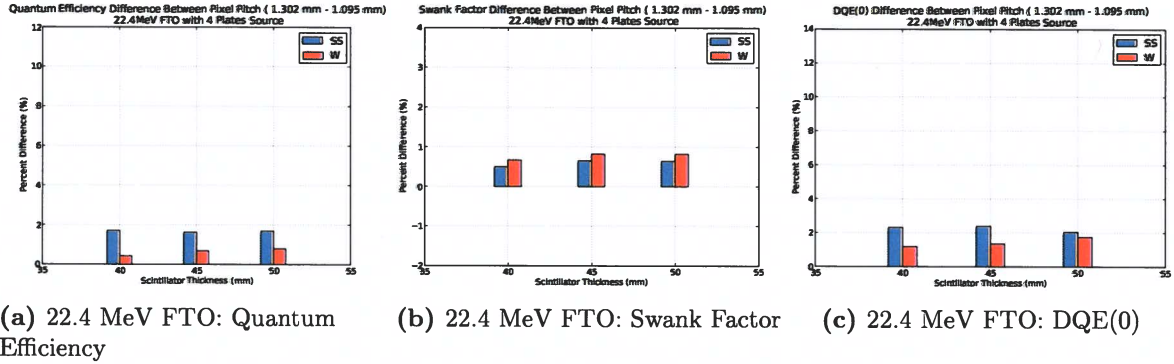 Quantum Efficiency Difference Between Pixel Pitch ( 1.302 mm - 1.095 mm)
22.4MeV FTO with 4 Plates Source
Percent Difference (%)
12
10
8
6
4
2
0
35
40
45
50
55
Scintillator Thickness (mm)
SS
W
(a) 22.4 MeV FTO: Quantum
Efficiency
Swank Factor Difference Between Pixel Pitch ( 1.302 mm - 1.095 mm)
22.4MeV FTO with 4 Plates Source
Percent Difference (%)
4
3
2
1
0
−1
−2
35
40
45
50
55
Scintillator Thickness (mm)
SS
W
(b) 22.4 MeV FTO: Swank Factor
DQE(0) Difference Between Pixel Pitch ( 1.302 mm - 1.095 mm)
22.4MeV FTO with 4 Plates Source
Percent Difference (%)
14
12
10
8
6
4
2
0
35
40
45
50
55
Scintillator Thickness (mm)
SS
W
(c) 22.4 MeV FTO: DQE(0)